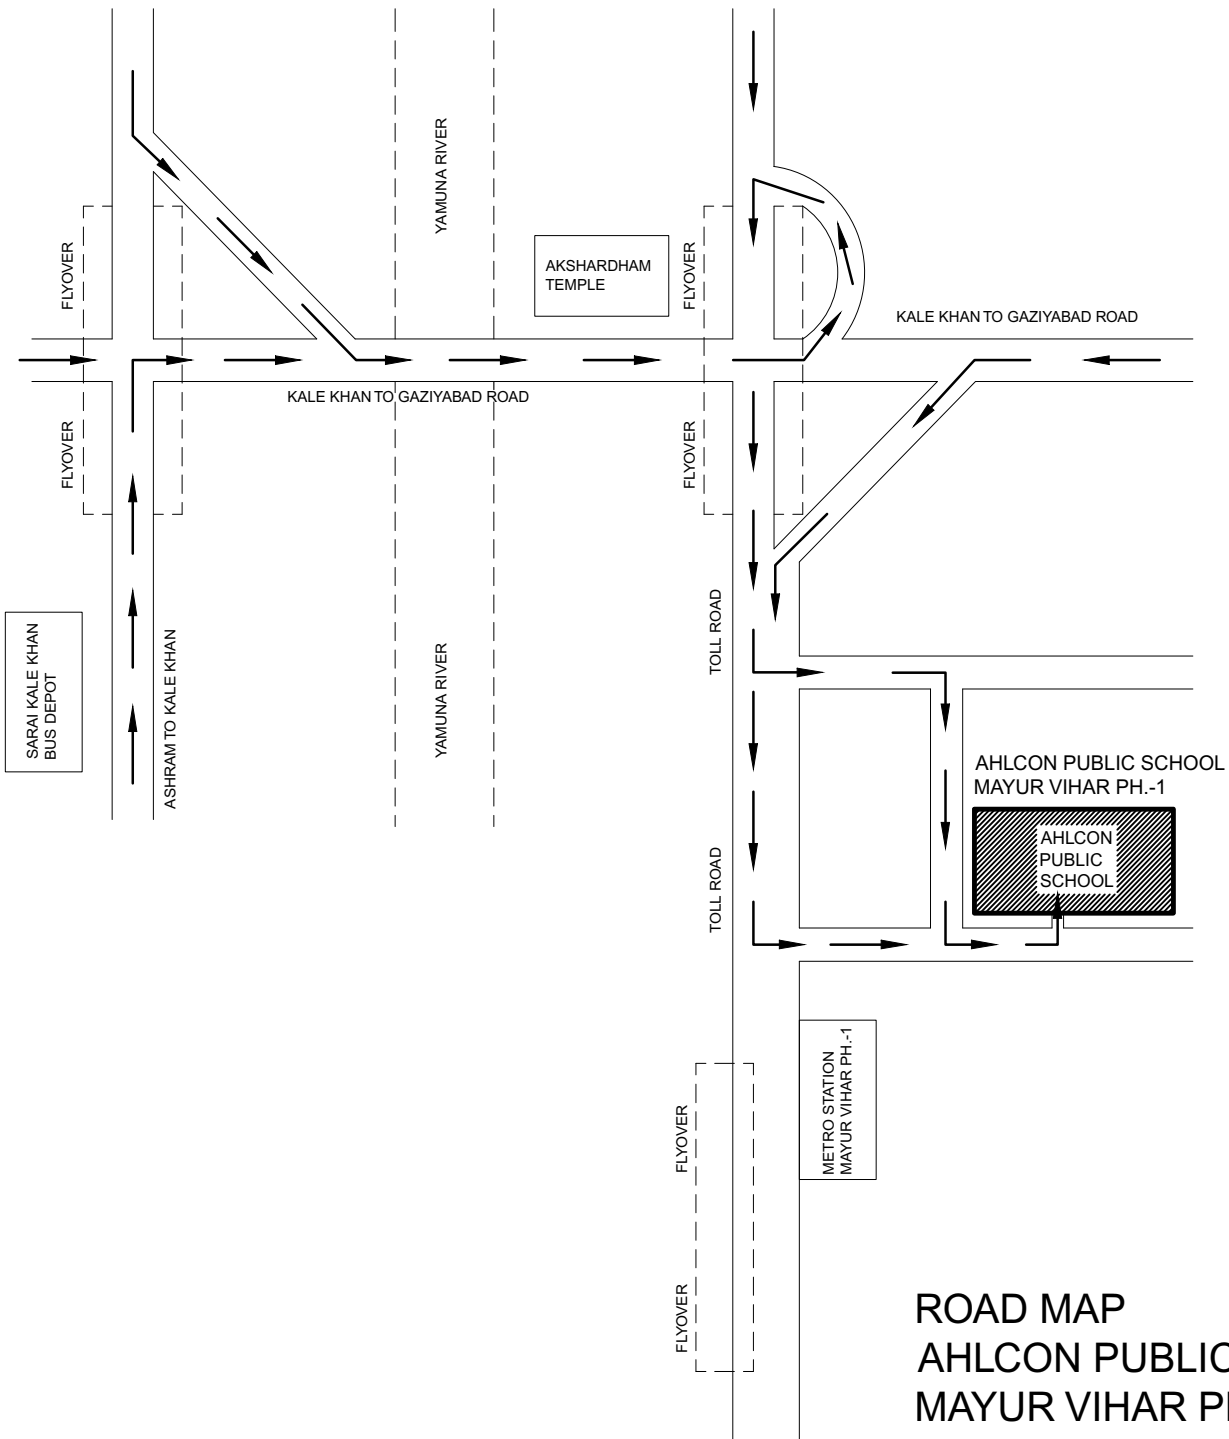 YAMUNA RIVER
FLYOVER
AKSHARDHAM
TEMPLE
FLYOVER
KALE KHAN TO GAZIYABAD ROAD
KALE KHAN TO GAZIYABAD ROAD
FLYOVER
FLYOVER
SARAI KALE KHAN
BUS DEPOT
ASHRAM TO KALE KHAN
YAMUNA RIVER
TOLL ROAD
AHLCON PUBLIC SCHOOL
MAYUR VIHAR PH.-1
AHLCON
PUBLIC
SCHOOL
TOLL ROAD
METRO STATION
MAYUR VIHAR PH.-1
FLYOVER
FLYOVER
ROAD MAP
AHLCON PUBLIC
MAYUR VIHAR